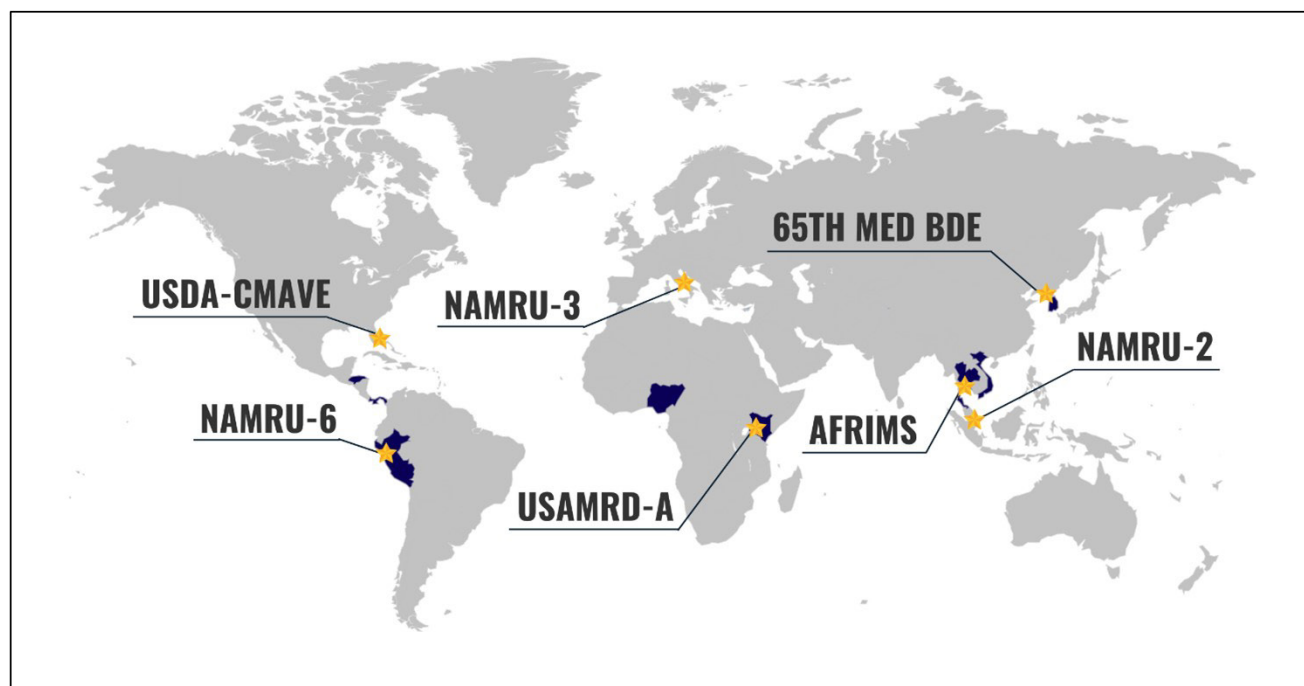 65TH MED BDE
USDA-CMAVE
NAMRU-3
NAMRU-2
NAMRU-6
AFRIMS
USAMRD-A